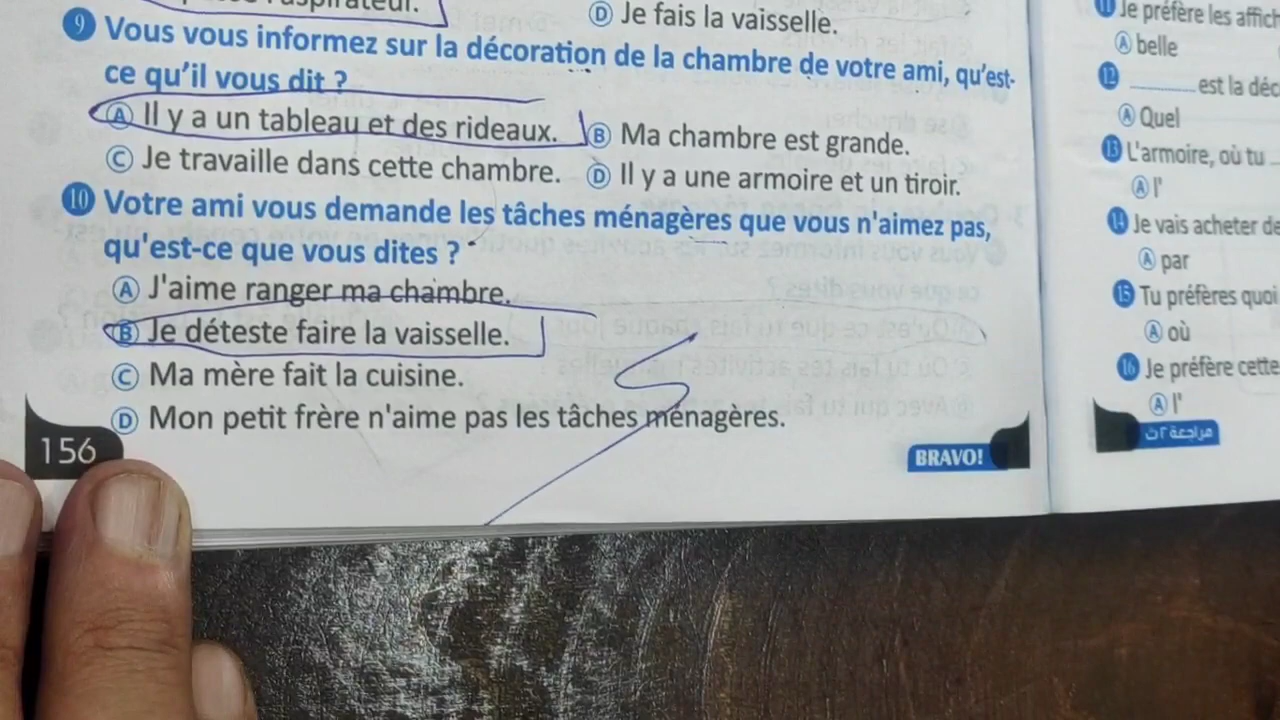 l'aspirateur.
D Je fais la vaisselle.
9 Vous vous informez sur la décoration de la chambre de votre ami, qu'est-
ce qu'il vous dit ?
A Il y a un tableau et des rideaux.
B Ma chambre est grande.
C Je travaille dans cette chambre.
D Il y a une armoire et un tiroir.
10 Votre ami vous demande les tâches ménagères que vous n'aimez pas,
qu'est-ce que vous dites ?
A J'aime ranger ma chambre.
B Je déteste faire la vaisselle.
C Ma mère fait la cuisine.
D Mon petit frère n'aime pas les tâches ménagères.
156
BRAVO!
11 Je préfère les affich
A belle
12 ________ est la déc
A Quel
13 L'armoire, où tu
A l'
14 Je vais acheter de
A par
15 Tu préfères quoi
A où
16 Je préfère cette
A l'
مراجعة ٢ث